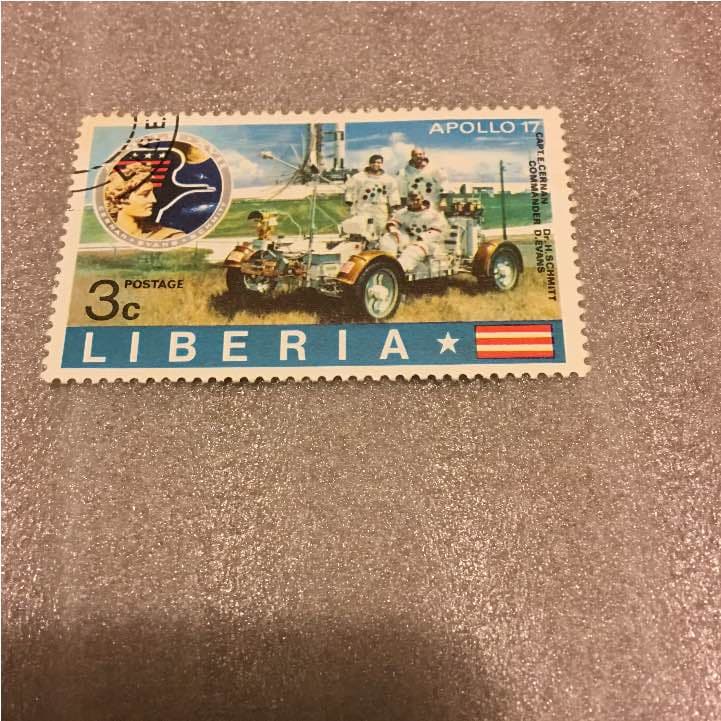 APOLLO 17
CAPT. E. CERNAN Dr. H. SCHMITT
COMMANDER D. EVANS
3c POSTAGE
LIBERIA